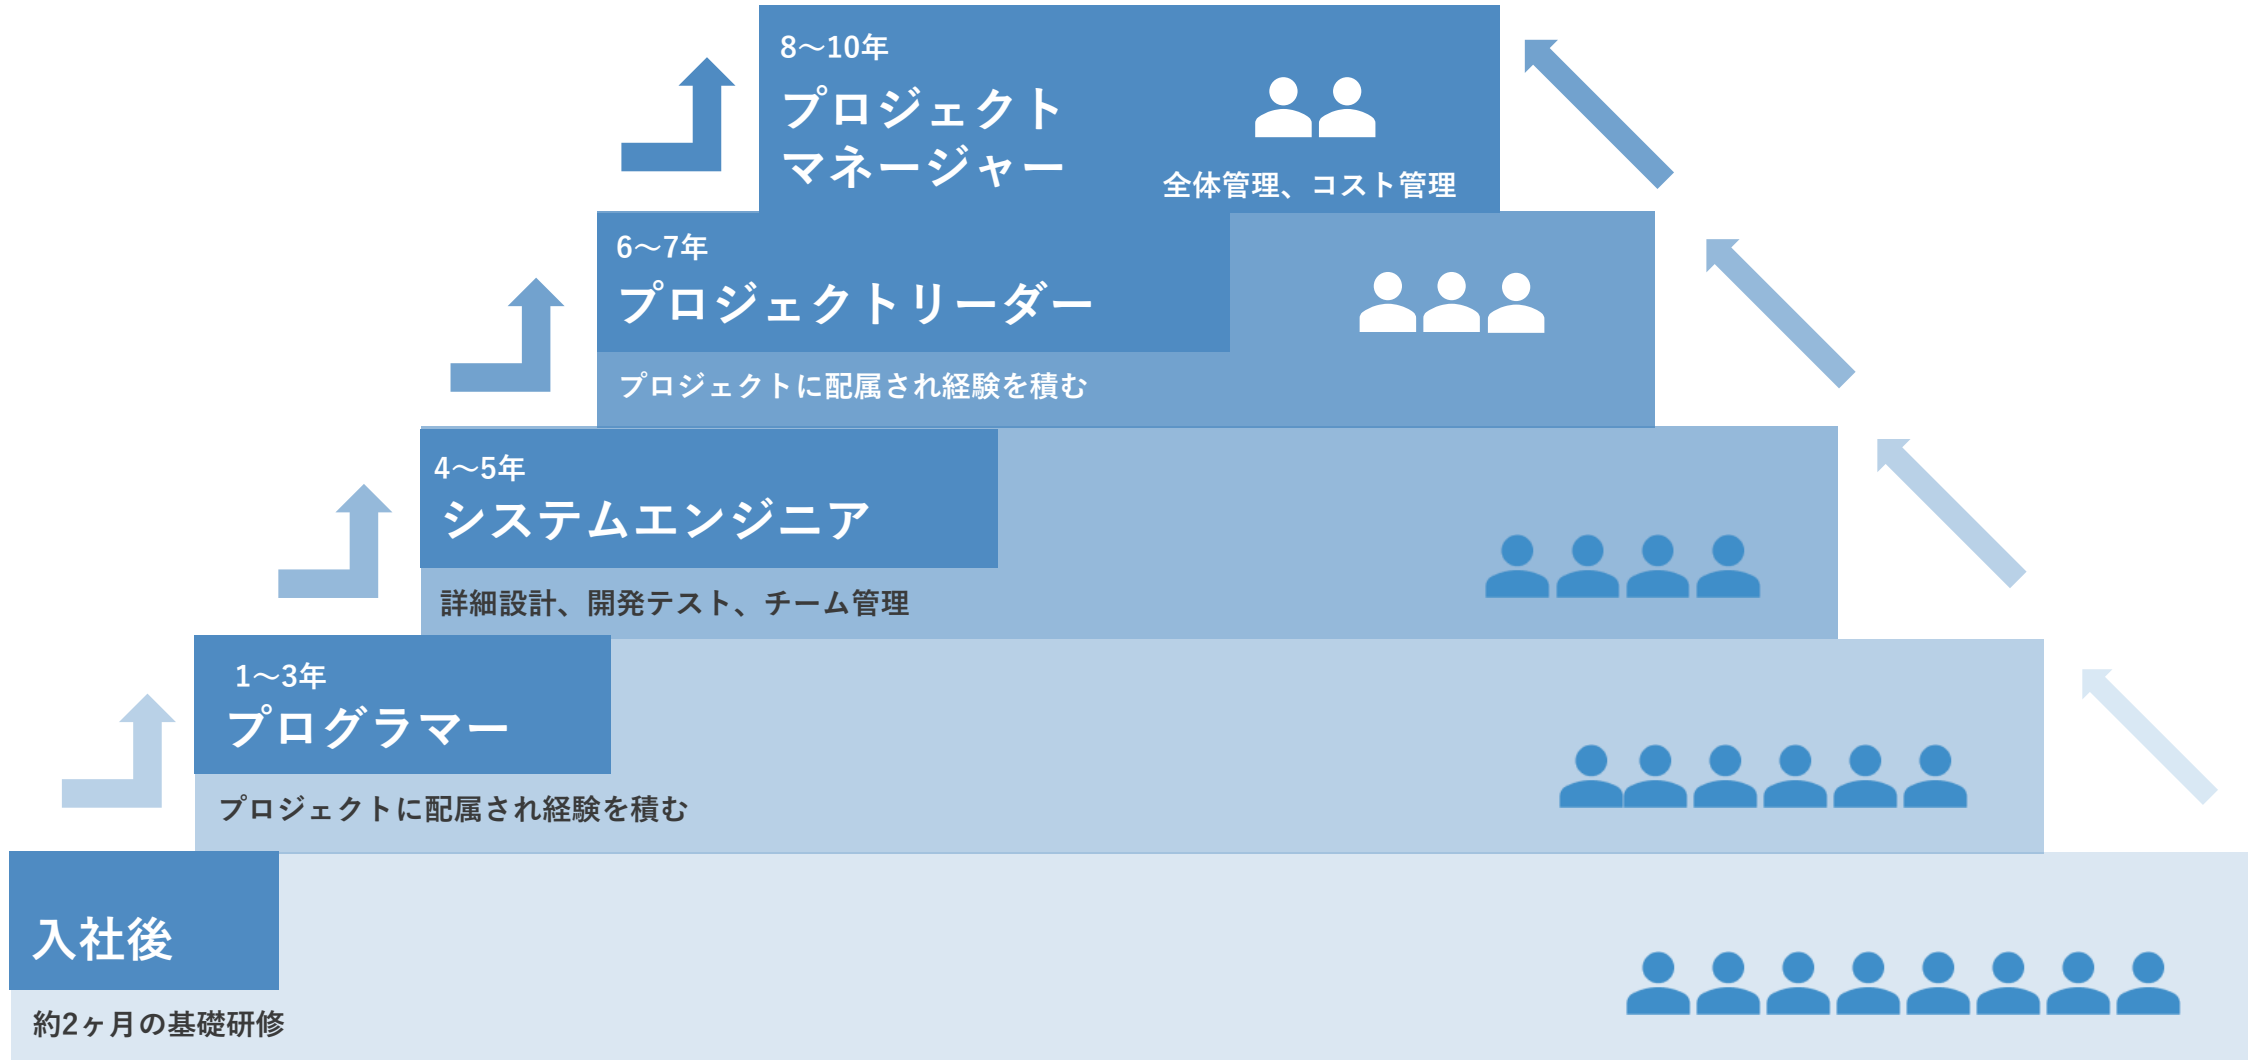 8～10年
プロジェクト
マネージャー
全体管理、コスト管理
6～7年
プロジェクトリーダー
プロジェクトに配属され経験を積む
4～5年
システムエンジニア
詳細設計、開発テスト、チーム管理
1～3年
プログラマー
プロジェクトに配属され経験を積む
入社後
約2ヶ月の基礎研修